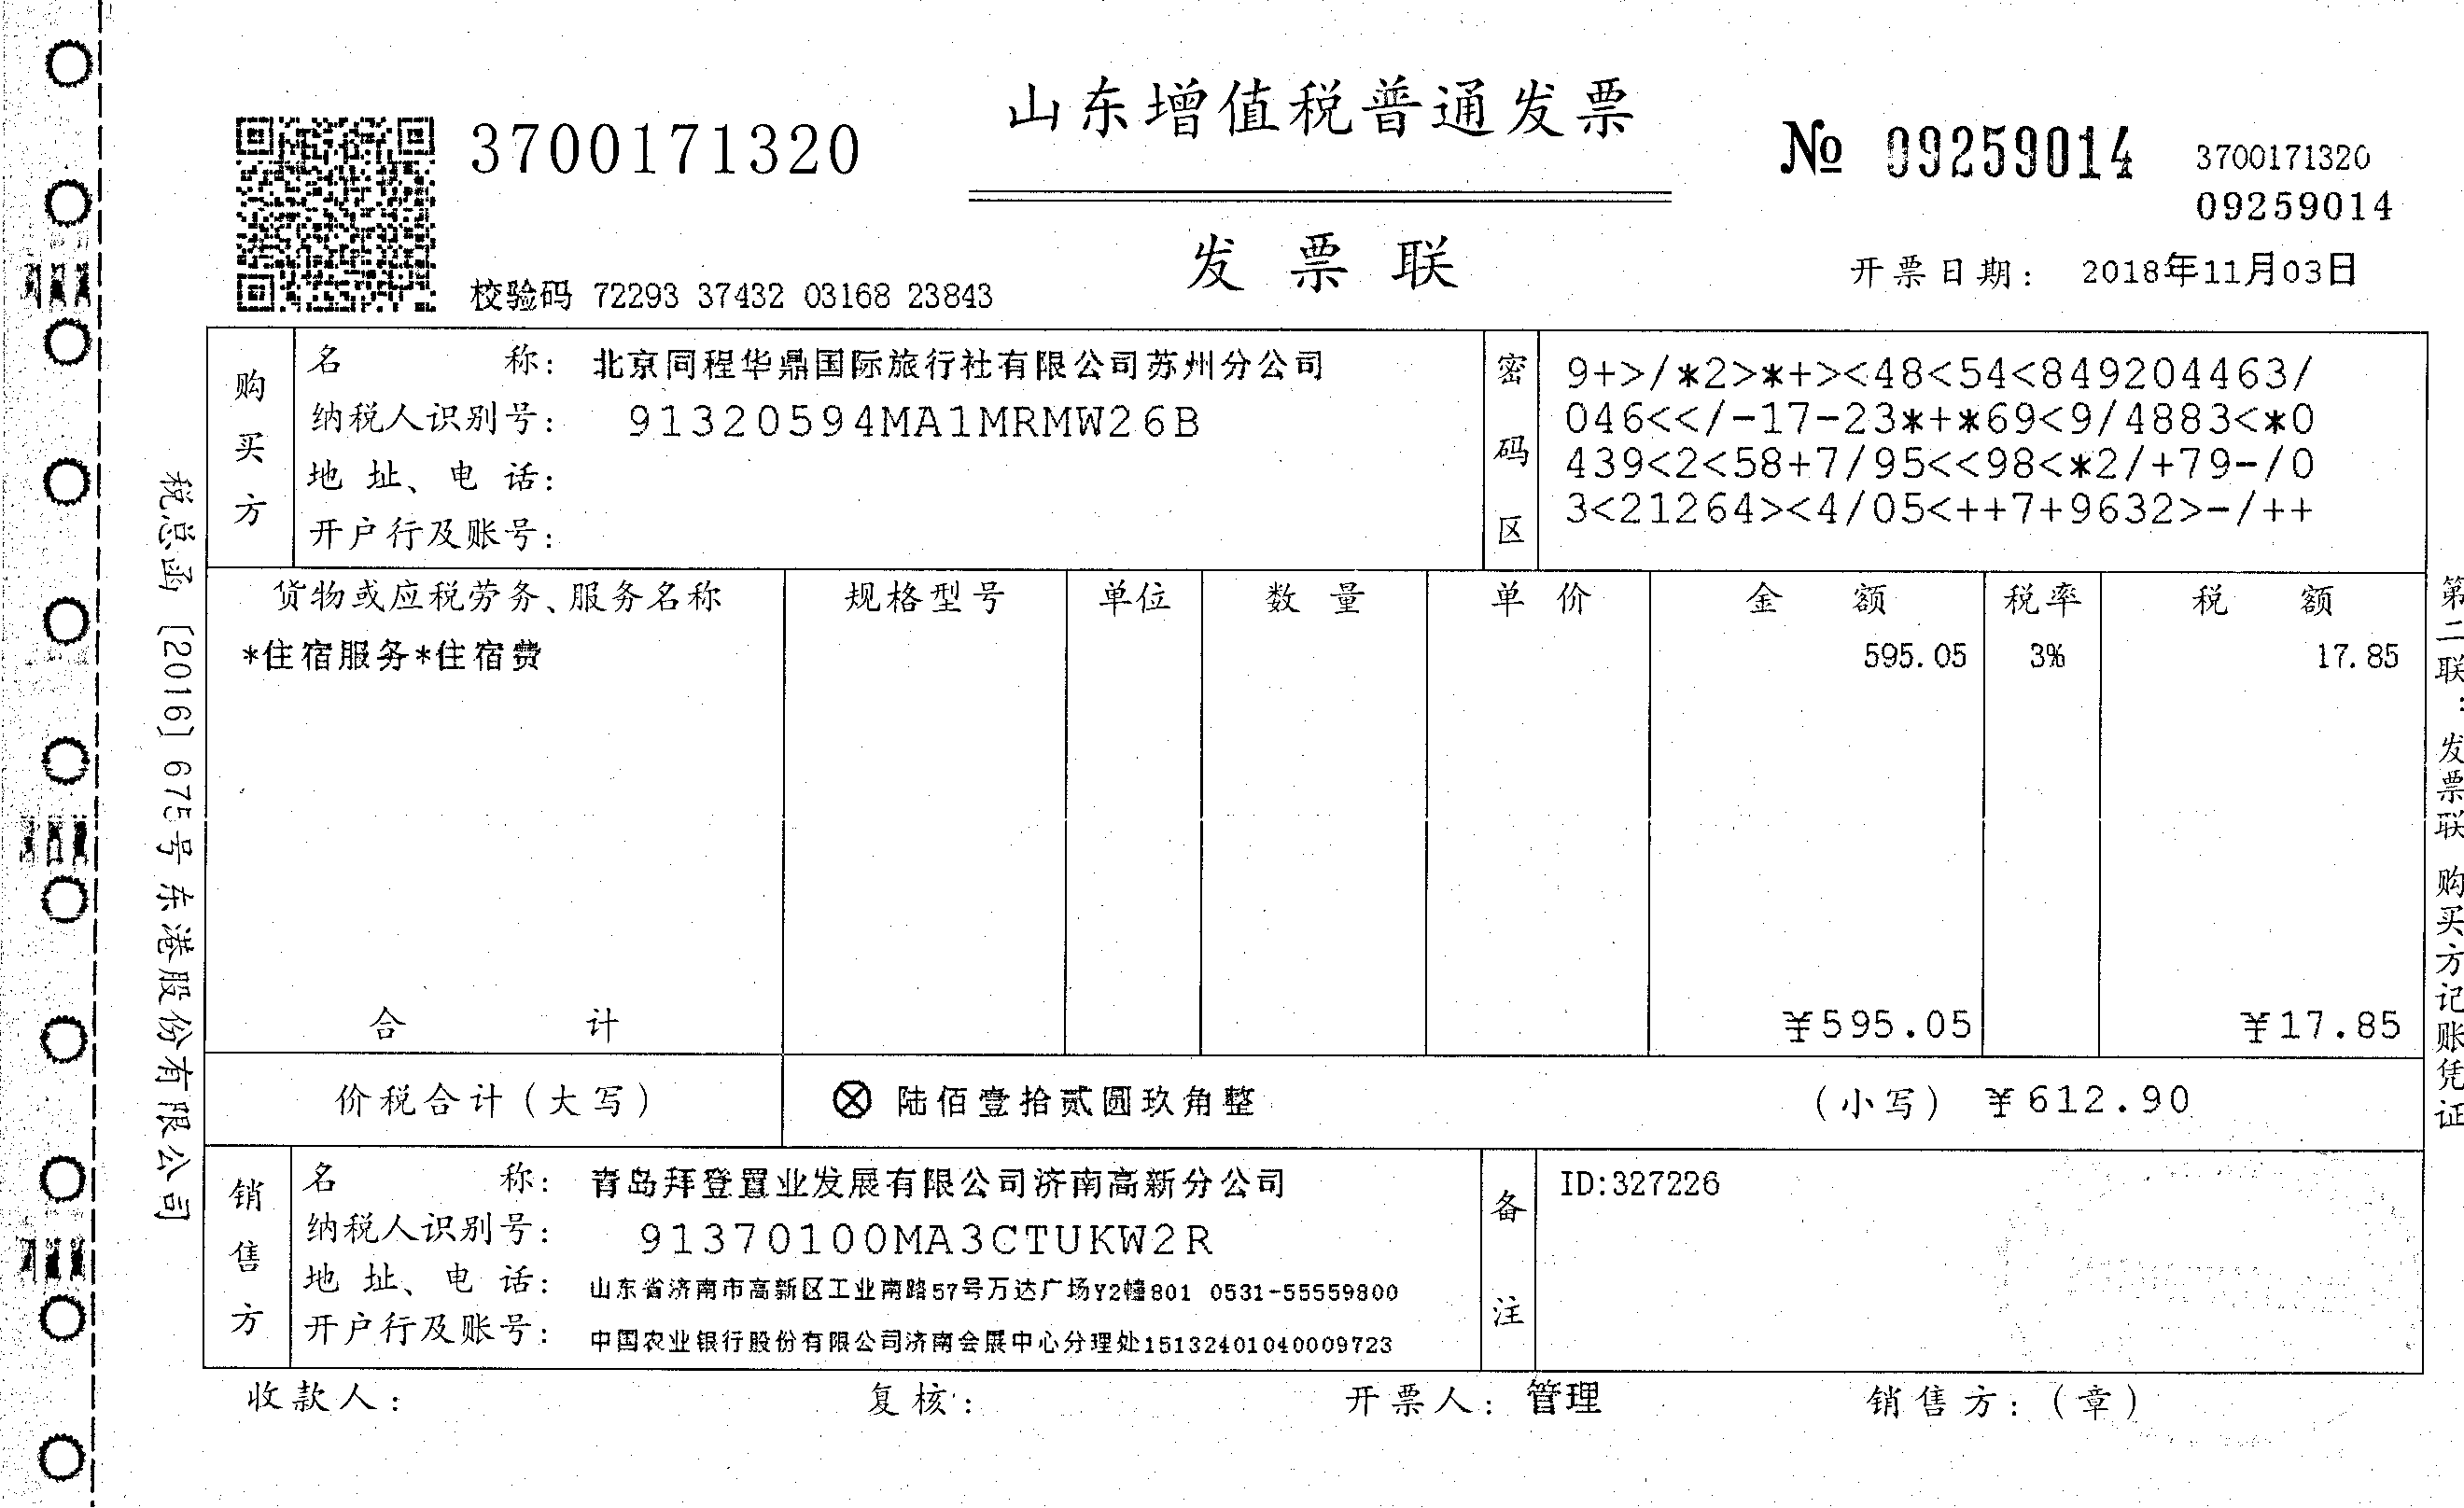 山东增值税普通发票
3700171320
№ 09259014
3700171320
09259014
发票联
校验码 72293 37432 03168 23843
开票日期： 2018年11月03日
购买方
名 称： 北京同程华鼎国际旅行社有限公司苏州分公司
纳税人识别号： 91320594MA1MRMW26B
地 址、电 话：
开户行及账号：
密码区
9+>/*2>*+><48<54<849204463/
046<</-17-23*+*69<9/4883<*0
439<2<58+7/95<<98<*2/+79-/0
3<21264><4/05<++7+9632>-/++
货物或应税劳务、服务名称 规格型号 单位 数 量 单 价 金 额 税率 税 额
*住宿服务*住宿费 595.05 3% 17.85
合 计 ¥595.05 ¥17.85
价税合计（大写） ⊗ 陆佰壹拾贰圆玖角整 （小写） ¥612.90
销售方
名 称： 青岛拜登置业发展有限公司济南高新分公司
纳税人识别号： 91370100MA3CTUKW2R
地 址、电 话： 山东省济南市高新区工业南路57号万达广场Y2幢801 0531-55559800
开户行及账号： 中国农业银行股份有限公司济南会展中心分理处15132401040009723
备注
ID:327226
收款人： 复核： 开票人： 管理 销售方：（章）
税总函〔2016〕675号东港股份有限公司
第二联：发票联 购买方记账凭证